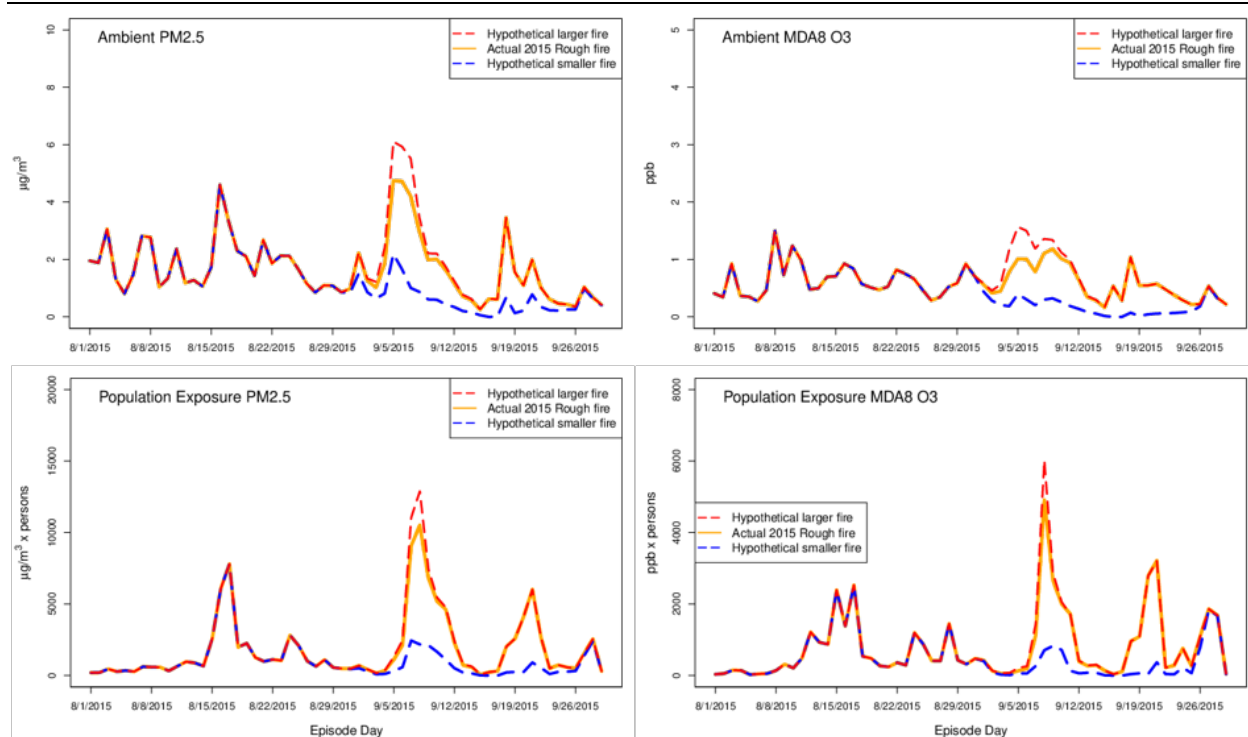 Ambient PM2.5
Hypothetical larger fire
Actual 2015 Rough fire
Hypothetical smaller fire
µg/m³
10
8
6
4
2
0
8/1/2015 8/8/2015 8/15/2015 8/22/2015 8/29/2015 9/5/2015 9/12/2015 9/19/2015 9/26/2015
Ambient MDA8 O3
Hypothetical larger fire
Actual 2015 Rough fire
Hypothetical smaller fire
ppb
5
4
3
2
1
0
8/1/2015 8/8/2015 8/15/2015 8/22/2015 8/29/2015 9/5/2015 9/12/2015 9/19/2015 9/26/2015
Population Exposure PM2.5
Hypothetical larger fire
Actual 2015 Rough fire
Hypothetical smaller fire
µg/m³ x persons
20000
15000
10000
5000
0
8/1/2015 8/8/2015 8/15/2015 8/22/2015 8/29/2015 9/5/2015 9/12/2015 9/19/2015 9/26/2015
Episode Day
Population Exposure MDA8 O3
Hypothetical larger fire
Actual 2015 Rough fire
Hypothetical smaller fire
ppb x persons
8000
6000
4000
2000
0
8/1/2015 8/8/2015 8/15/2015 8/22/2015 8/29/2015 9/5/2015 9/12/2015 9/19/2015 9/26/2015
Episode Day